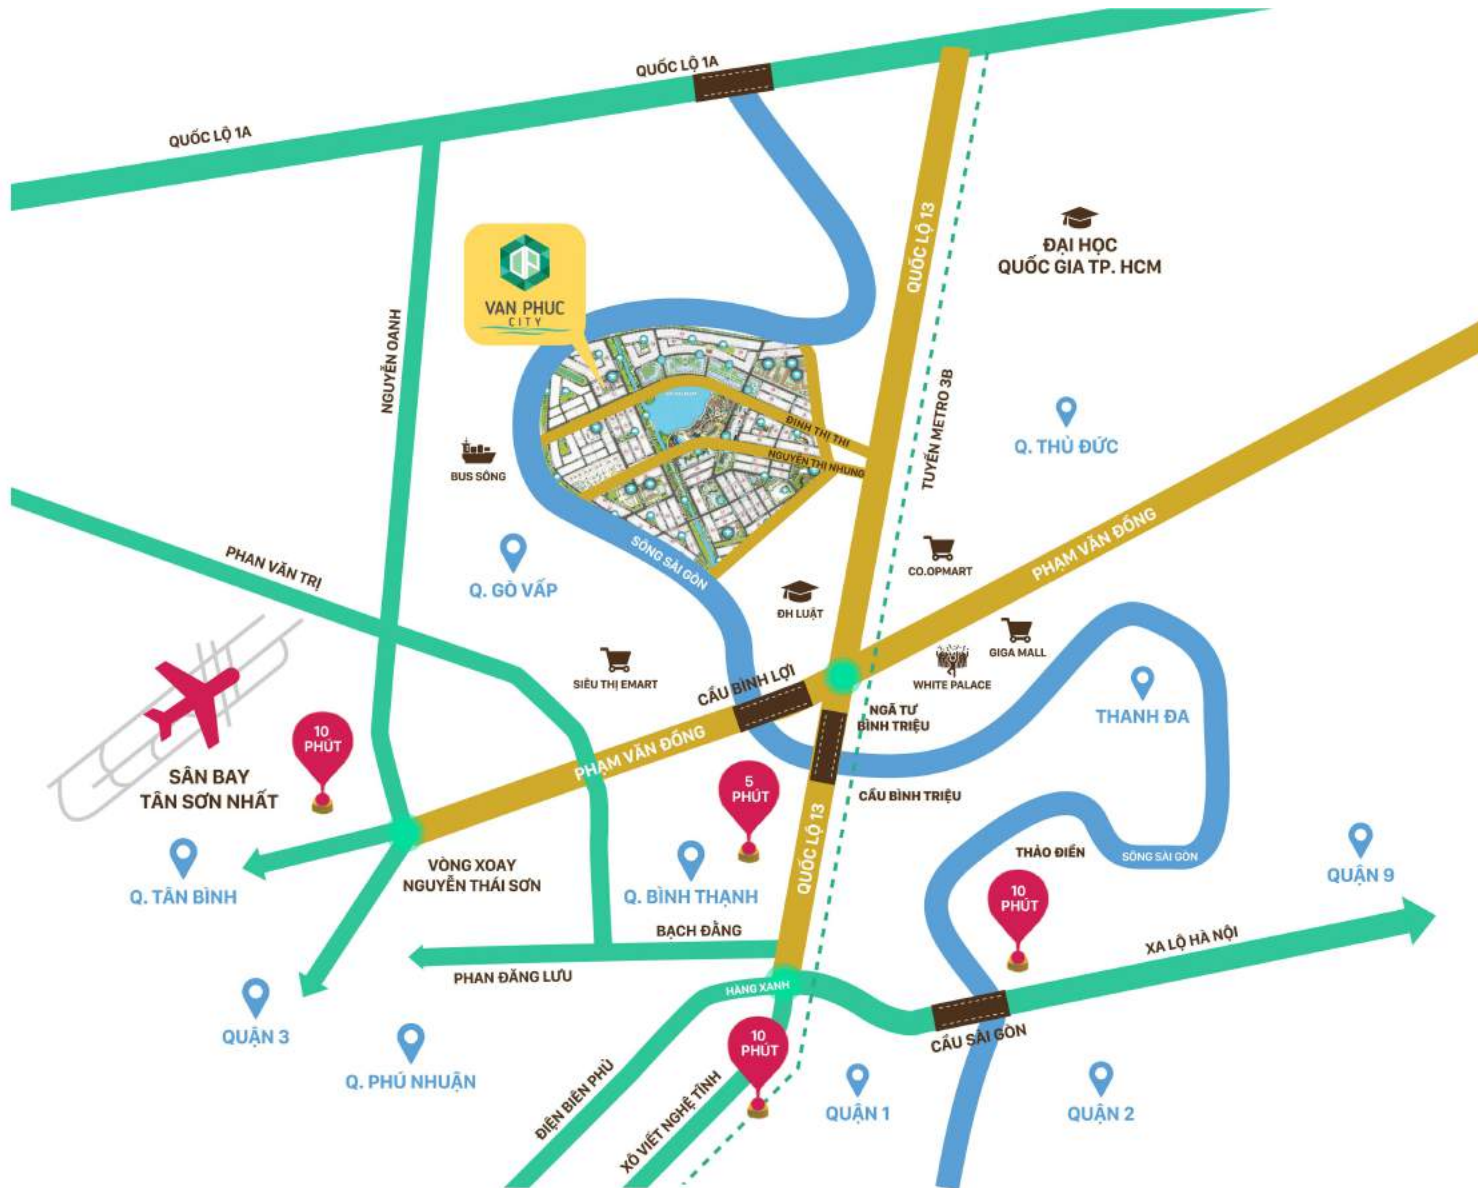 QUỐC LỘ 1A
QUỐC LỘ 1A
QUỐC LỘ 13
ĐẠI HỌC
QUỐC GIA TP. HCM
VAN PHUC
CITY
NGUYỄN OANH
TUYẾN METRO 3B
Q. THỦ ĐỨC
ĐINH THỊ THI
NGUYỄN THỊ NHUNG
BUS SÔNG
PHẠM VĂN ĐỒNG
SÔNG SÀI GÒN
CO.OPMART
PHAN VĂN TRỊ
Q. GÒ VẤP
ĐH LUẬT
GIGA MALL
SIÊU THỊ EMART
CẦU BÌNH LỢI
WHITE PALACE
NGÃ TƯ
BÌNH TRIỆU
THANH ĐA
10
PHÚT
PHẠM VĂN ĐỒNG
SÂN BAY
TÂN SƠN NHẤT
5
PHÚT
CẦU BÌNH TRIỆU
QUỐC LỘ 13
THẢO ĐIỀN
SÔNG SÀI GÒN
VÒNG XOAY
NGUYỄN THÁI SƠN
Q. TÂN BÌNH
Q. BÌNH THẠNH
QUẬN 9
10
PHÚT
BẠCH ĐẰNG
XA LỘ HÀ NỘI
PHAN ĐĂNG LƯU
HÀNG XANH
QUẬN 3
CẦU SÀI GÒN
10
PHÚT
Q. PHÚ NHUẬN
ĐIỆN BIÊN PHỦ
XÔ VIẾT NGHỆ TĨNH
QUẬN 1
QUẬN 2